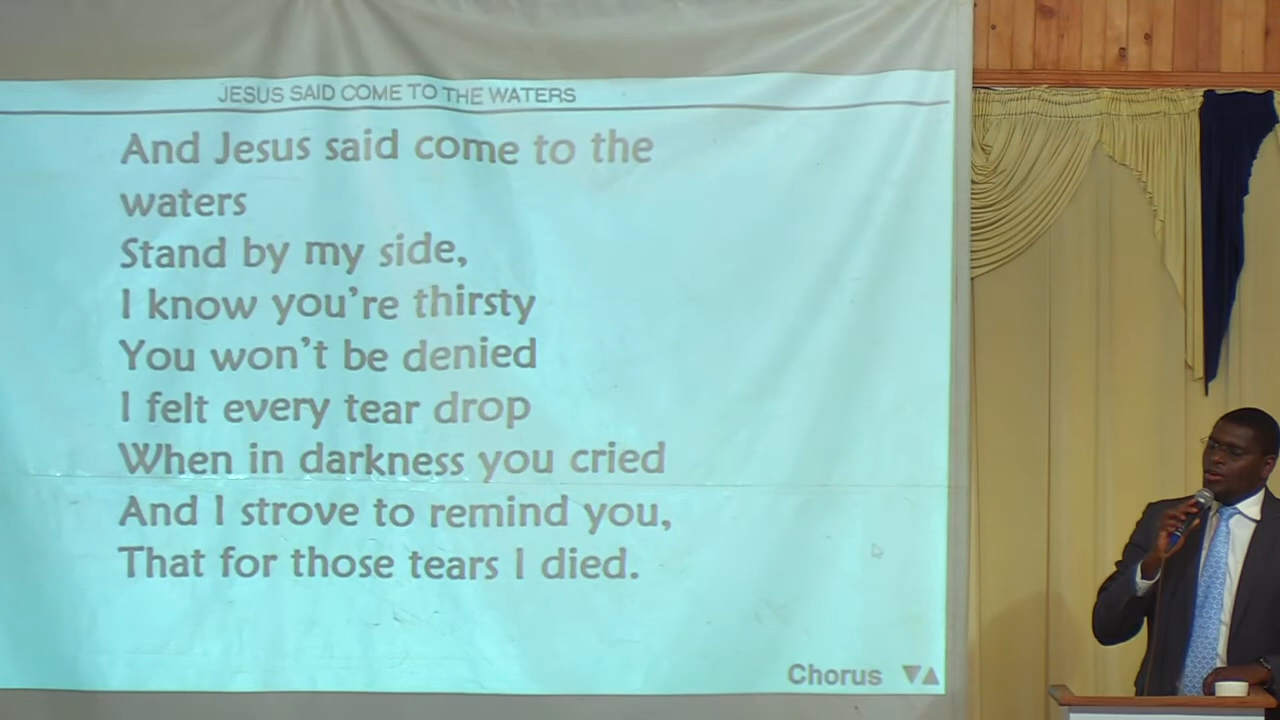 JESUS SAID COME TO THE WATERS
And Jesus said come to the
waters
Stand by my side,
I know you're thirsty
You won't be denied
I felt every tear drop
When in darkness you cried
And I strove to remind you,
That for those tears I died.
Chorus ▼▲